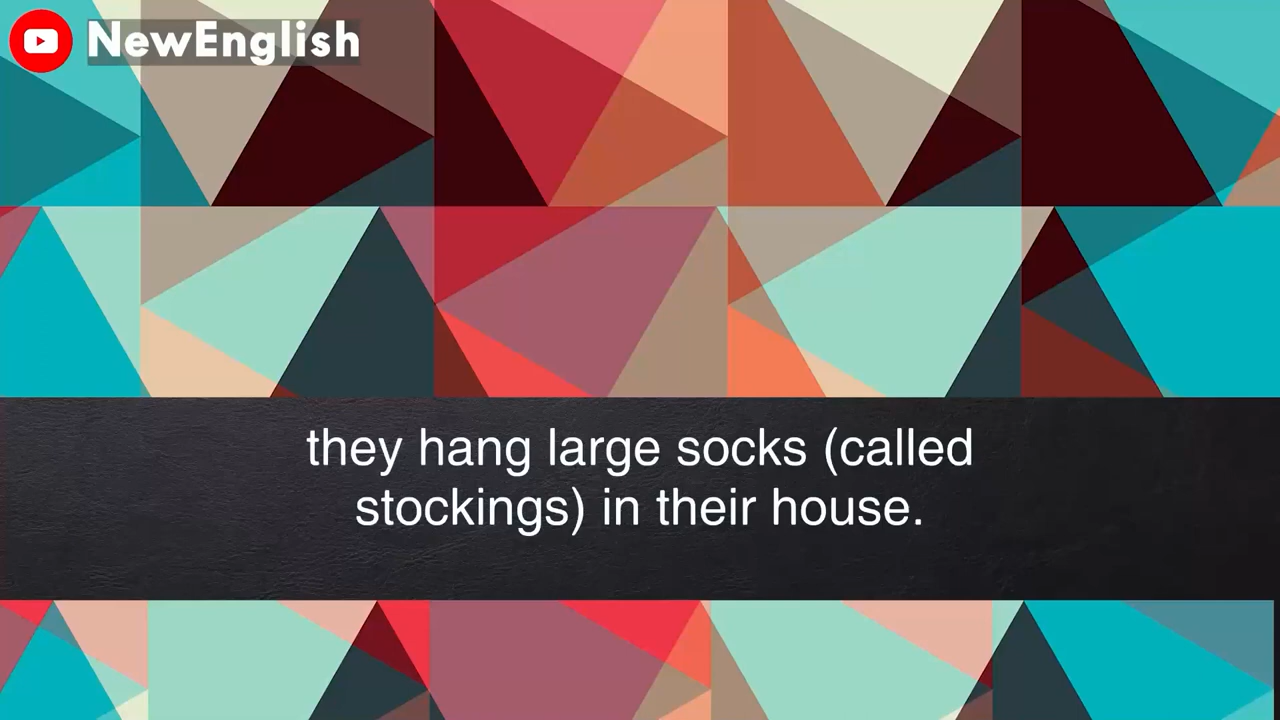 NewEnglish
they hang large socks (called
stockings) in their house.